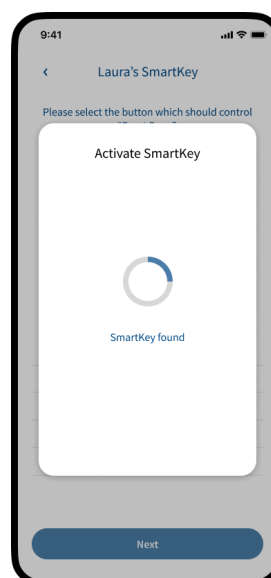 9:41
Laura’s SmartKey
Please select the button which should control
Activate SmartKey
SmartKey found
Next